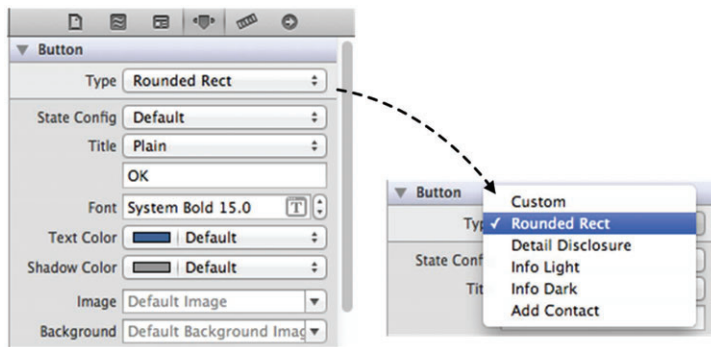 Button
Type Rounded Rect
State Config Default
Title Plain
OK
Font System Bold 15.0 T
Text Color Default
Shadow Color Default
Image Default Image
Background Default Background Imag
Button
Typ ✓ Rounded Rect
Custom
Detail Disclosure
State Conf
Info Light
Tit
Info Dark
Add Contact